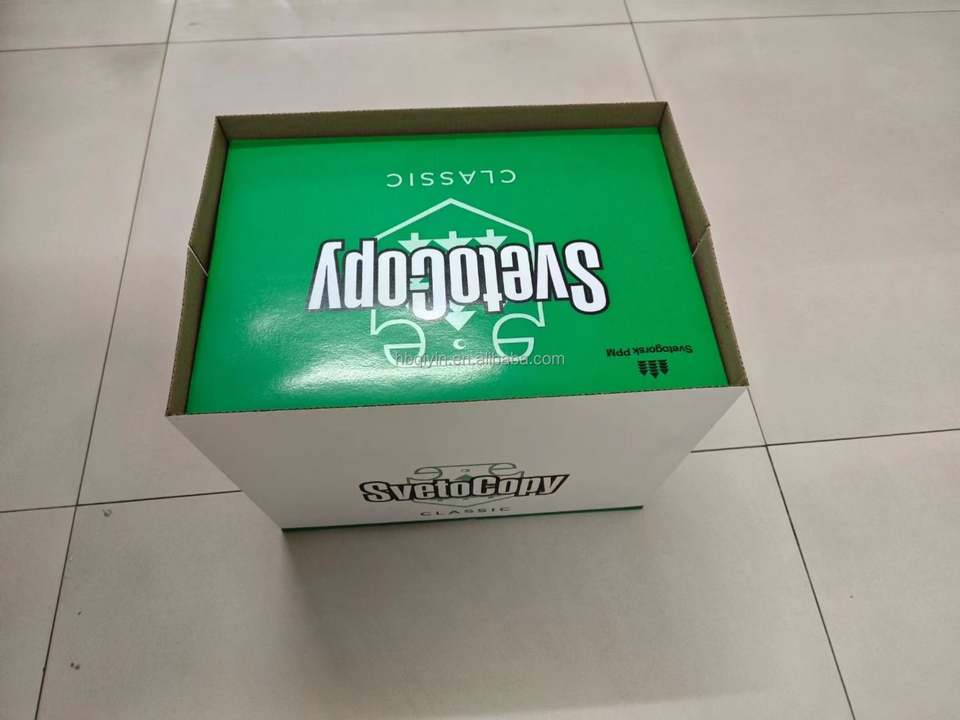 CLASSIC
SvetoCopy
Svetogorsk PPM
hbqiyin.en.alibaba.com
SvetoCopy
CLASSIC